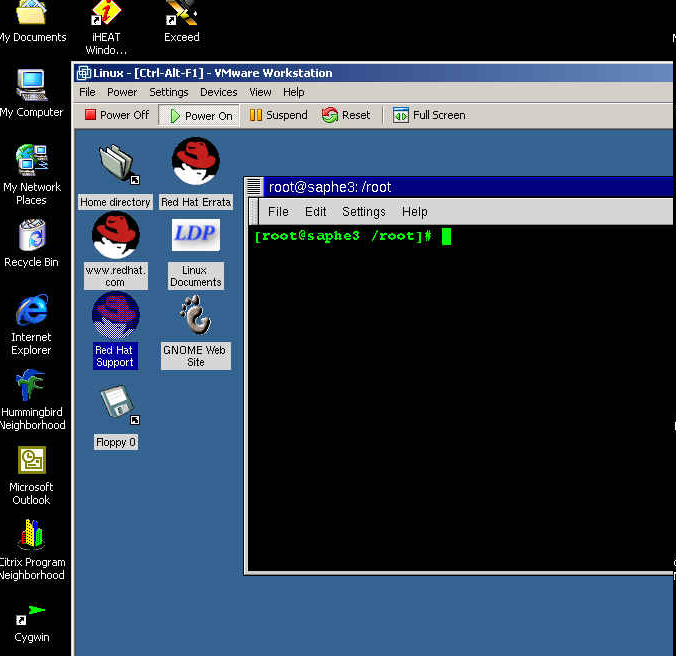 My Documents
iHEAT
Windo...
Exceed
My Computer
My Network
Places
Recycle Bin
Internet
Explorer
Hummingbird
Neighborhood
Microsoft
Outlook
Citrix Program
Neighborhood
Cygwin
Linux - [Ctrl-Alt-F1] - VMware Workstation
File Power Settings Devices View Help
Power Off Power On Suspend Reset Full Screen
Home directory
Red Hat Errata
www.redhat.
com
LDP
Linux
Documents
Red Hat
Support
GNOME Web
Site
Floppy 0
root@saphe3: /root
File Edit Settings Help
[root@saphe3 /root]#